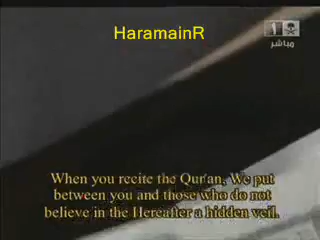 HaramainR
1
مباشر
When you recite the Qur'an, We put
between you and those who do not
believe in the Hereafter a hidden veil.